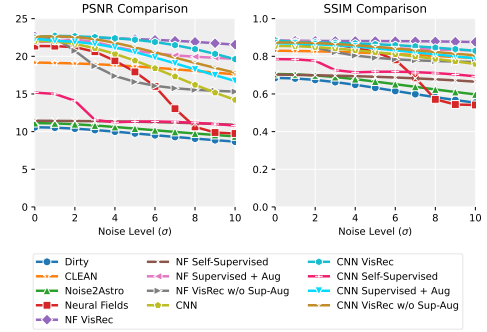 PSNR Comparison
25
20
15
10
5
0
0 2 4 6 8 10
Noise Level (σ)
SSIM Comparison
1.0
0.8
0.6
0.4
0.2
0.0
0 2 4 6 8 10
Noise Level (σ)
Dirty
CLEAN
Noise2Astro
Neural Fields
NF VisRec
NF Self-Supervised
NF Supervised + Aug
NF VisRec w/o Sup-Aug
CNN
CNN VisRec
CNN Self-Supervised
CNN Supervised + Aug
CNN VisRec w/o Sup-Aug